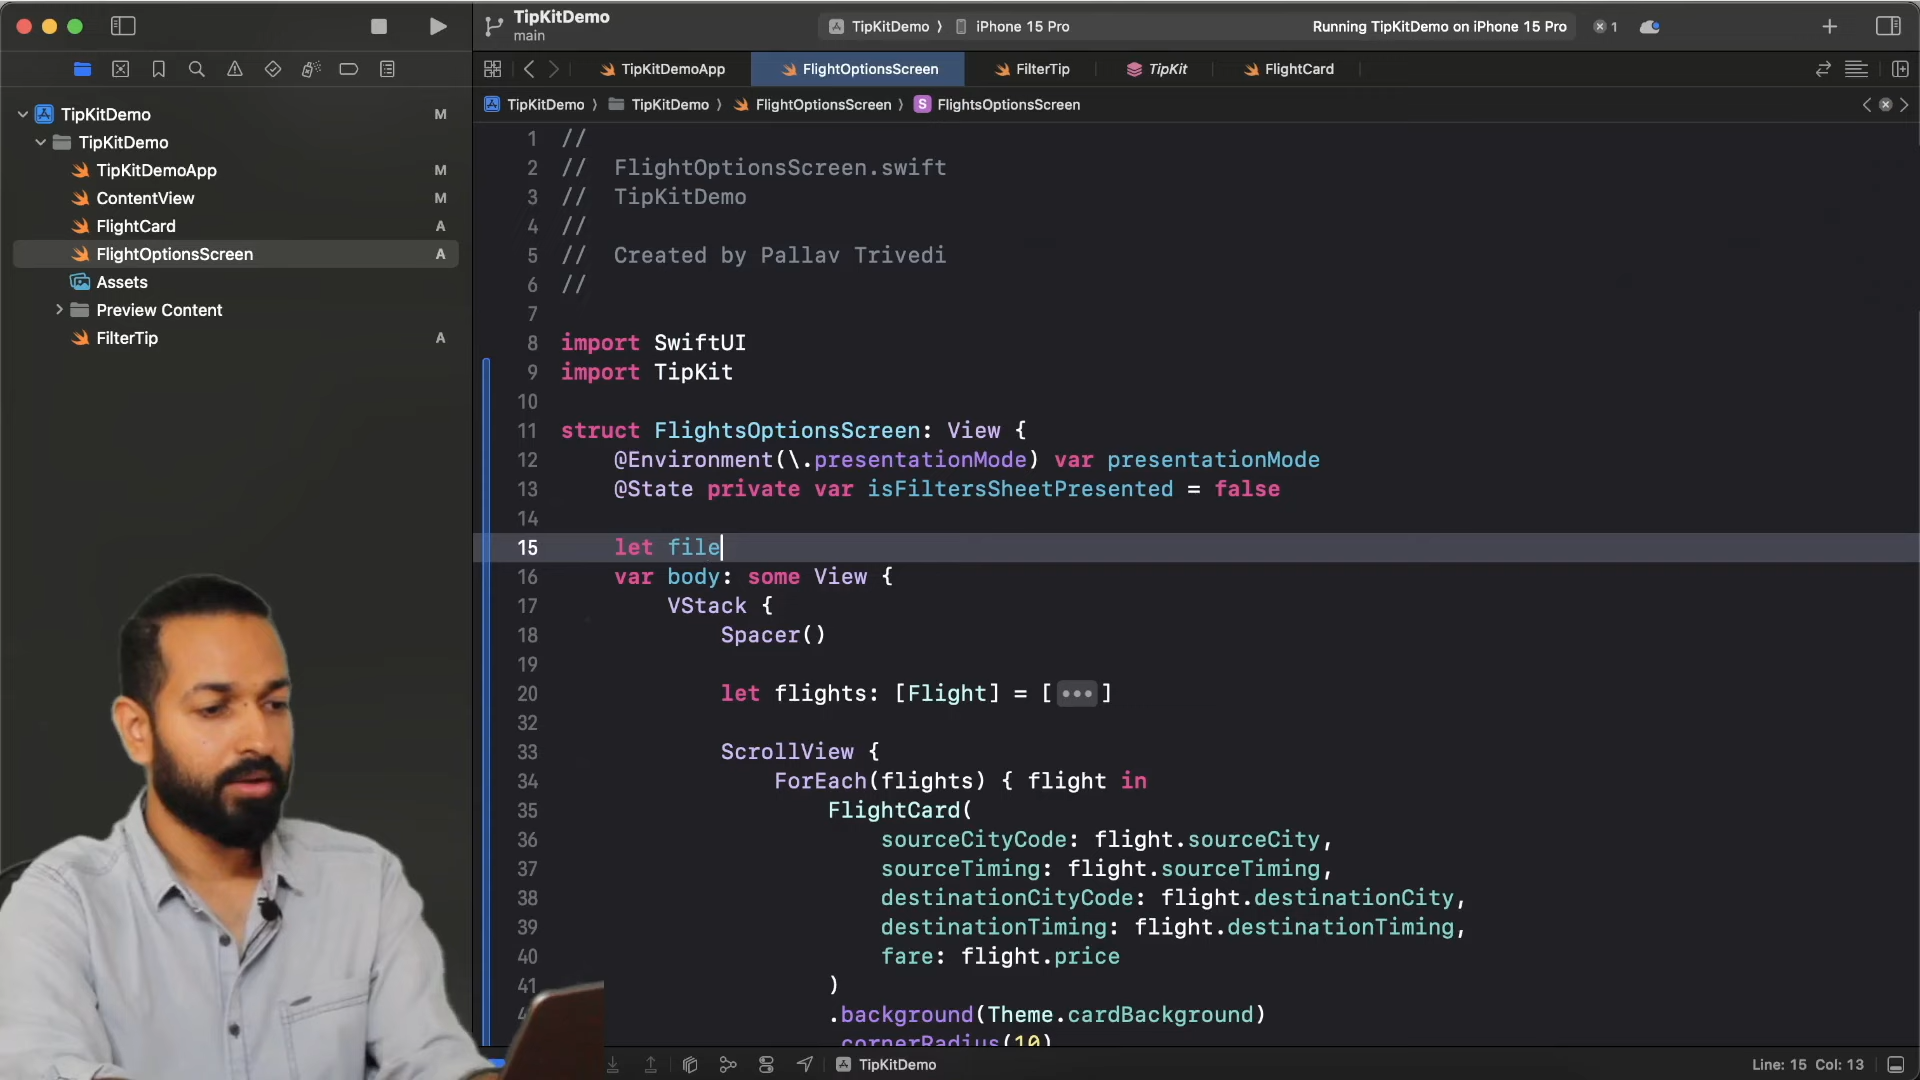 TipKitDemo
main
TipKitDemo 〉 iPhone 15 Pro
Running TipKitDemo on iPhone 15 Pro
1
TipKitDemoApp
FlightOptionsScreen
FilterTip
TipKit
FlightCard
TipKitDemo 〉 TipKitDemo 〉 FlightOptionsScreen 〉 S FlightsOptionsScreen
TipKitDemo M
TipKitDemo
TipKitDemoApp M
ContentView M
FlightCard A
FlightOptionsScreen A
Assets
Preview Content
FilterTip A
1 //
2 // FlightOptionsScreen.swift
3 // TipKitDemo
4 //
5 // Created by Pallav Trivedi
6 //
7
8 import SwiftUI
9 import TipKit
10
11 struct FlightsOptionsScreen: View {
12 @Environment(\.presentationMode) var presentationMode
13 @State private var isFiltersSheetPresented = false
14
15 let file
16 var body: some View {
17 VStack {
18 Spacer()
19
20 let flights: [Flight] = [•••]
32
33 ScrollView {
34 ForEach(flights) { flight in
35 FlightCard(
36 sourceCityCode: flight.sourceCity,
37 sourceTiming: flight.sourceTiming,
38 destinationCityCode: flight.destinationCity,
39 destinationTiming: flight.destinationTiming,
40 fare: flight.price
41 )
.background(Theme.cardBackground)
.cornerRadius(10)
TipKitDemo
Line: 15 Col: 13